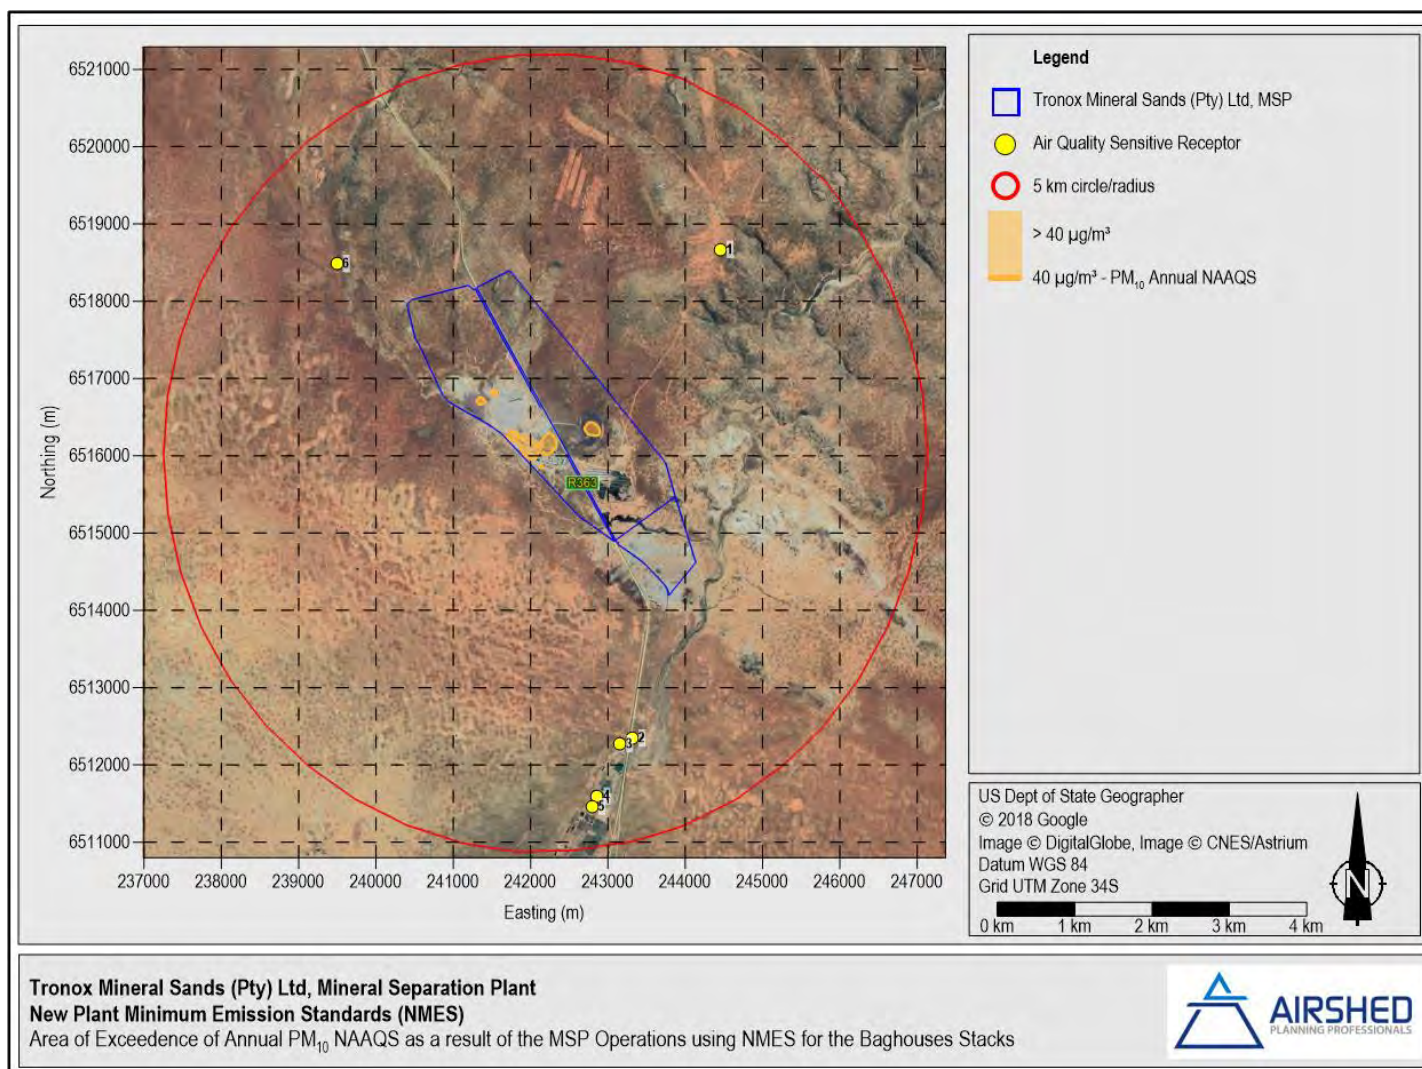 6521000
6520000
6519000
6518000
6517000
6516000
6515000
6514000
6513000
6512000
6511000
Northing (m)
237000 238000 239000 240000 241000 242000 243000 244000 245000 246000 247000
Easting (m)
1
6
R363
2
3
4
5
Legend
Tronox Mineral Sands (Pty) Ltd, MSP
Air Quality Sensitive Receptor
5 km circle/radius
> 40 µg/m³
40 µg/m³ - PM₁₀ Annual NAAQS
US Dept of State Geographer
© 2018 Google
Image © DigitalGlobe, Image © CNES/Astrium
Datum WGS 84
Grid UTM Zone 34S
0 km 1 km 2 km 3 km 4 km
N
Tronox Mineral Sands (Pty) Ltd, Mineral Separation Plant
New Plant Minimum Emission Standards (NMES)
Area of Exceedence of Annual PM₁₀ NAAQS as a result of the MSP Operations using NMES for the Baghouses Stacks
AIRSHED
PLANNING PROFESSIONALS